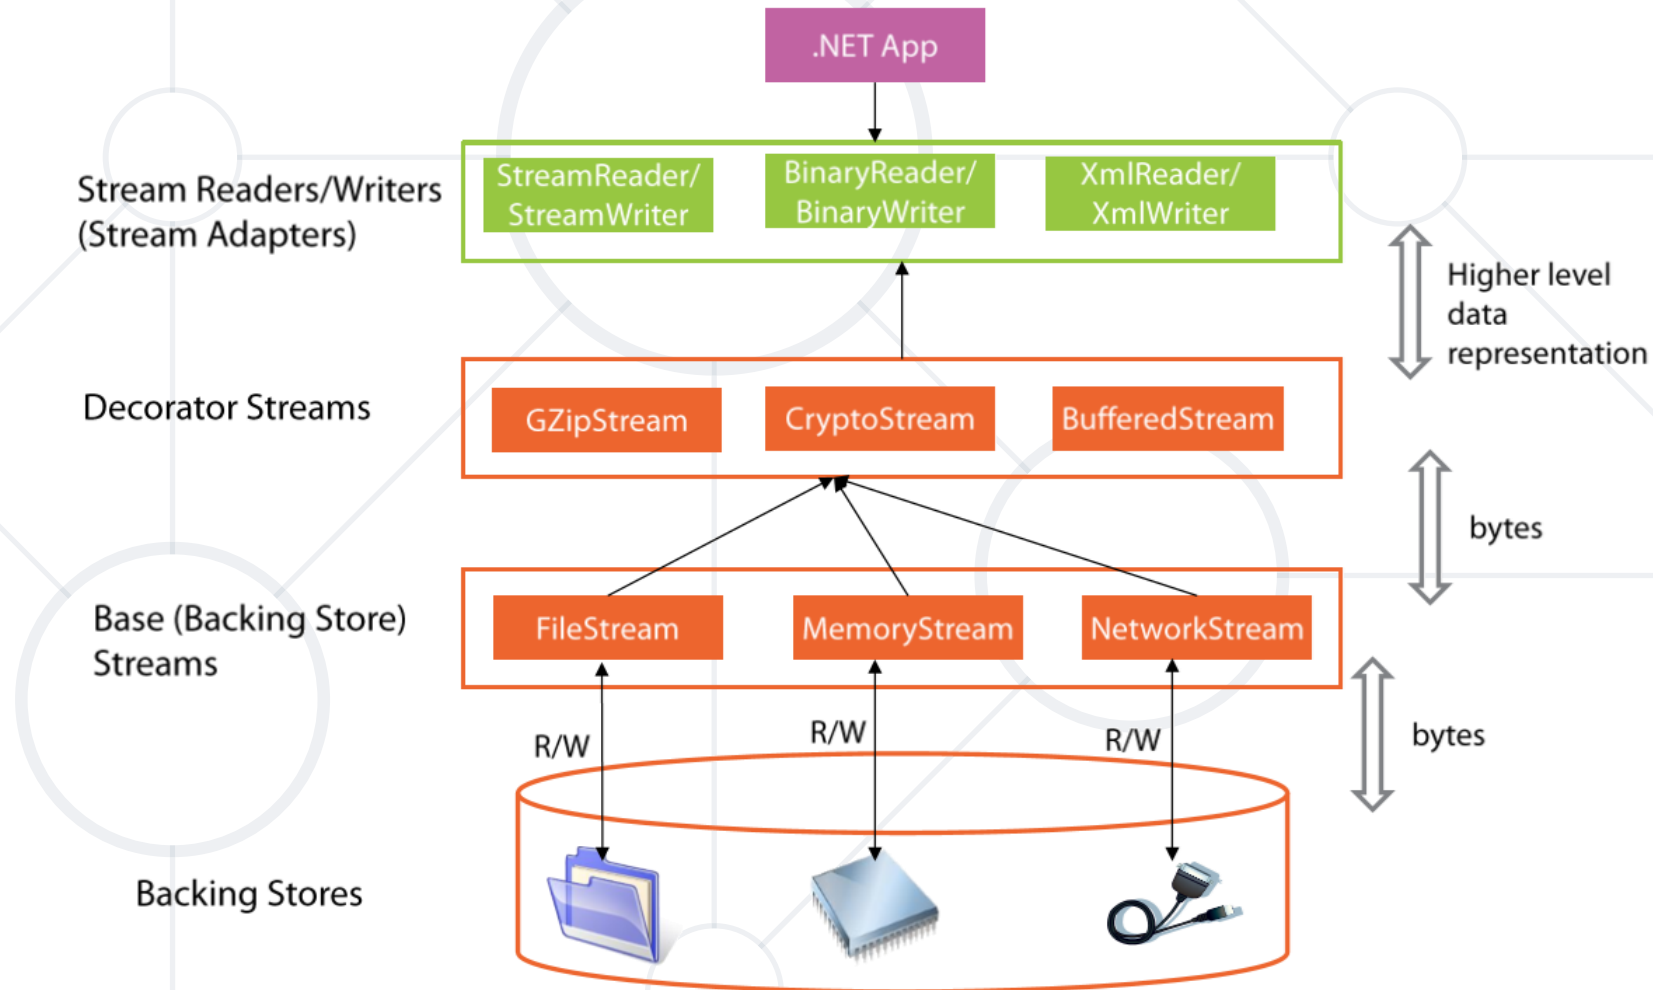 .NET App
Stream Readers/Writers
(Stream Adapters)
StreamReader/
StreamWriter
BinaryReader/
BinaryWriter
XmlReader/
XmlWriter
Higher level
data
representation
Decorator Streams
GZipStream
CryptoStream
BufferedStream
bytes
Base (Backing Store)
Streams
FileStream
MemoryStream
NetworkStream
R/W
R/W
R/W
bytes
Backing Stores